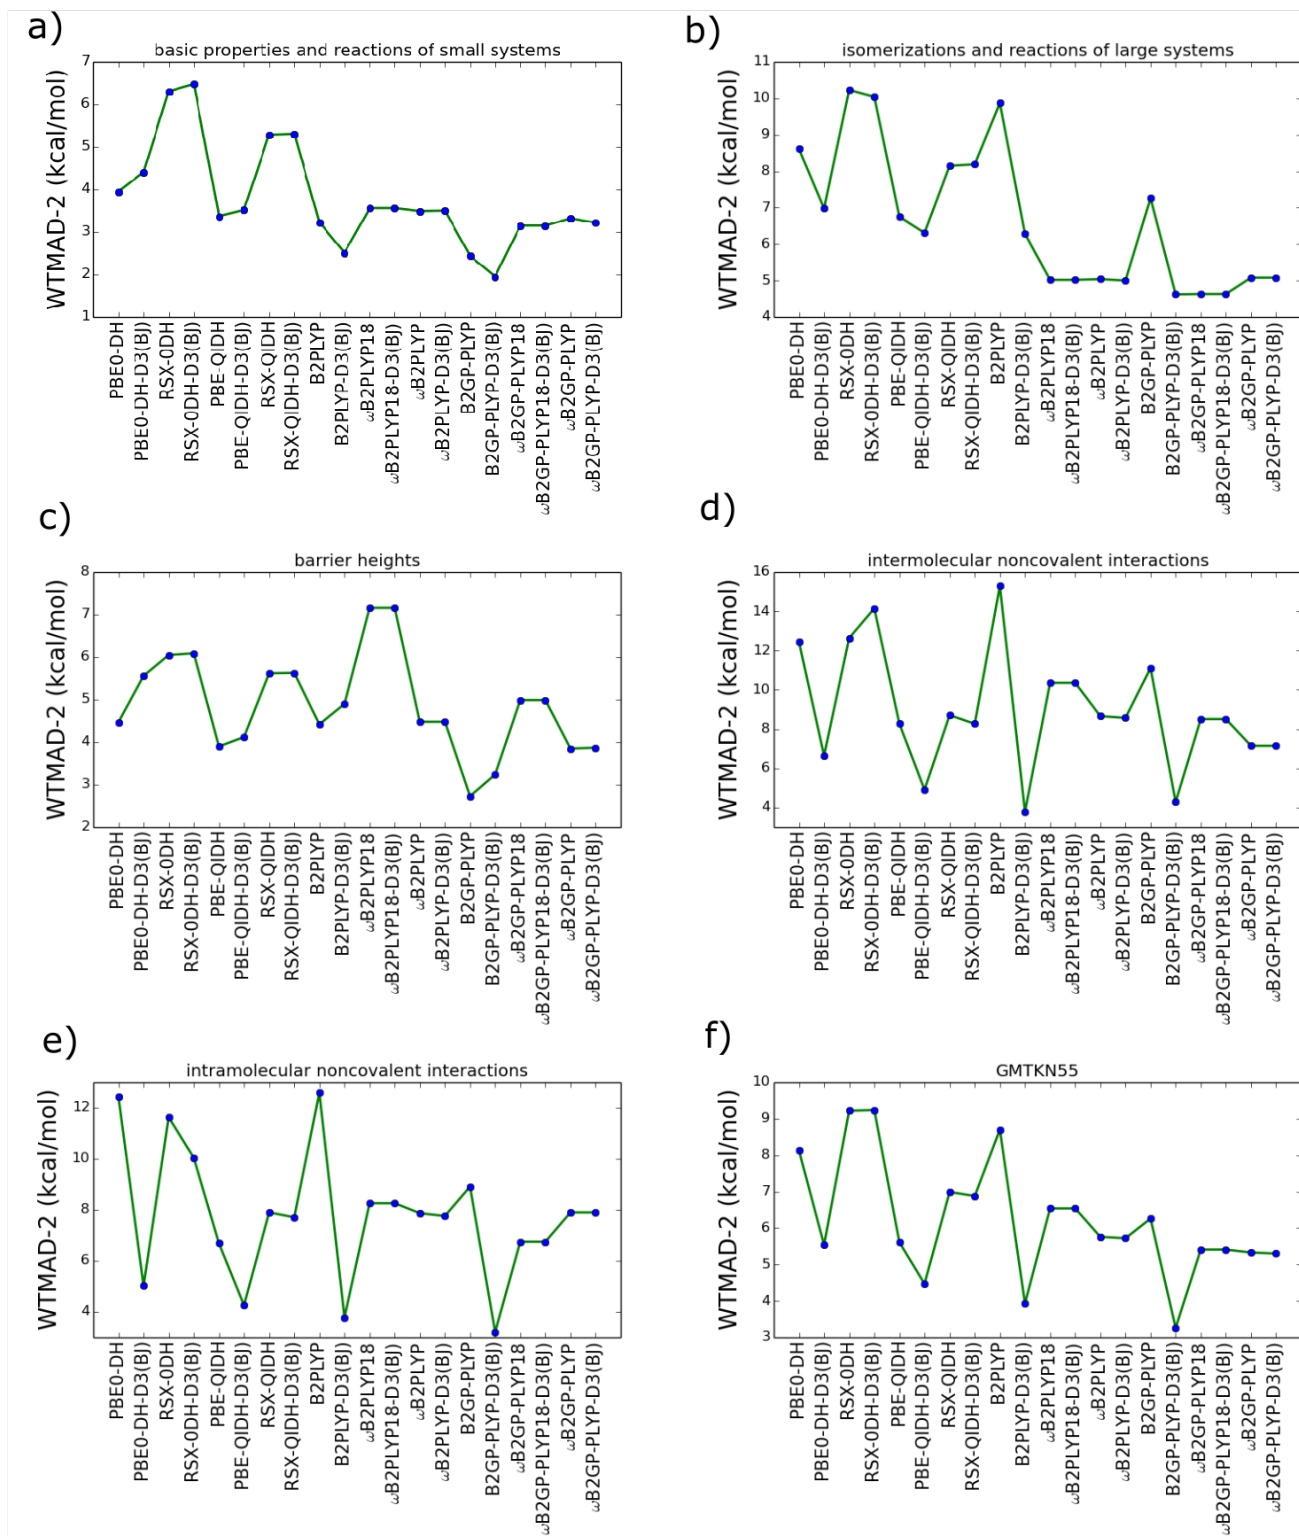 a)
basic properties and reactions of small systems
WTMAD-2 (kcal/mol)
7
6
5
4
3
2
1
PBE0-DH
PBE0-DH-D3(BJ)
RSX-0DH
RSX-0DH-D3(BJ)
PBE-QIDH
PBE-QIDH-D3(BJ)
RSX-QIDH
RSX-QIDH-D3(BJ)
B2PLYP
B2PLYP-D3(BJ)
ωB2PLYP18
ωB2PLYP18-D3(BJ)
ωB2PLYP
ωB2PLYP-D3(BJ)
B2GP-PLYP
B2GP-PLYP-D3(BJ)
ωB2GP-PLYP18
ωB2GP-PLYP18-D3(BJ)
ωB2GP-PLYP
ωB2GP-PLYP-D3(BJ)
b)
isomerizations and reactions of large systems
WTMAD-2 (kcal/mol)
11
10
9
8
7
6
5
4
PBE0-DH
PBE0-DH-D3(BJ)
RSX-0DH
RSX-0DH-D3(BJ)
PBE-QIDH
PBE-QIDH-D3(BJ)
RSX-QIDH
RSX-QIDH-D3(BJ)
B2PLYP
B2PLYP-D3(BJ)
ωB2PLYP18
ωB2PLYP18-D3(BJ)
ωB2PLYP
ωB2PLYP-D3(BJ)
B2GP-PLYP
B2GP-PLYP-D3(BJ)
ωB2GP-PLYP18
ωB2GP-PLYP18-D3(BJ)
ωB2GP-PLYP
ωB2GP-PLYP-D3(BJ)
c)
barrier heights
WTMAD-2 (kcal/mol)
8
7
6
5
4
3
2
PBE0-DH
PBE0-DH-D3(BJ)
RSX-0DH
RSX-0DH-D3(BJ)
PBE-QIDH
PBE-QIDH-D3(BJ)
RSX-QIDH
RSX-QIDH-D3(BJ)
B2PLYP
B2PLYP-D3(BJ)
ωB2PLYP18
ωB2PLYP18-D3(BJ)
ωB2PLYP
ωB2PLYP-D3(BJ)
B2GP-PLYP
B2GP-PLYP-D3(BJ)
ωB2GP-PLYP18
ωB2GP-PLYP18-D3(BJ)
ωB2GP-PLYP
ωB2GP-PLYP-D3(BJ)
d)
intermolecular noncovalent interactions
WTMAD-2 (kcal/mol)
16
14
12
10
8
6
4
PBE0-DH
PBE0-DH-D3(BJ)
RSX-0DH
RSX-0DH-D3(BJ)
PBE-QIDH
PBE-QIDH-D3(BJ)
RSX-QIDH
RSX-QIDH-D3(BJ)
B2PLYP
B2PLYP-D3(BJ)
ωB2PLYP18
ωB2PLYP18-D3(BJ)
ωB2PLYP
ωB2PLYP-D3(BJ)
B2GP-PLYP
B2GP-PLYP-D3(BJ)
ωB2GP-PLYP18
ωB2GP-PLYP18-D3(BJ)
ωB2GP-PLYP
ωB2GP-PLYP-D3(BJ)
e)
intramolecular noncovalent interactions
WTMAD-2 (kcal/mol)
12
10
8
6
4
PBE0-DH
PBE0-DH-D3(BJ)
RSX-0DH
RSX-0DH-D3(BJ)
PBE-QIDH
PBE-QIDH-D3(BJ)
RSX-QIDH
RSX-QIDH-D3(BJ)
B2PLYP
B2PLYP-D3(BJ)
ωB2PLYP18
ωB2PLYP18-D3(BJ)
ωB2PLYP
ωB2PLYP-D3(BJ)
B2GP-PLYP
B2GP-PLYP-D3(BJ)
ωB2GP-PLYP18
ωB2GP-PLYP18-D3(BJ)
ωB2GP-PLYP
ωB2GP-PLYP-D3(BJ)
f)
GMTKN55
WTMAD-2 (kcal/mol)
10
9
8
7
6
5
4
3
PBE0-DH
PBE0-DH-D3(BJ)
RSX-0DH
RSX-0DH-D3(BJ)
PBE-QIDH
PBE-QIDH-D3(BJ)
RSX-QIDH
RSX-QIDH-D3(BJ)
B2PLYP
B2PLYP-D3(BJ)
ωB2PLYP18
ωB2PLYP18-D3(BJ)
ωB2PLYP
ωB2PLYP-D3(BJ)
B2GP-PLYP
B2GP-PLYP-D3(BJ)
ωB2GP-PLYP18
ωB2GP-PLYP18-D3(BJ)
ωB2GP-PLYP
ωB2GP-PLYP-D3(BJ)